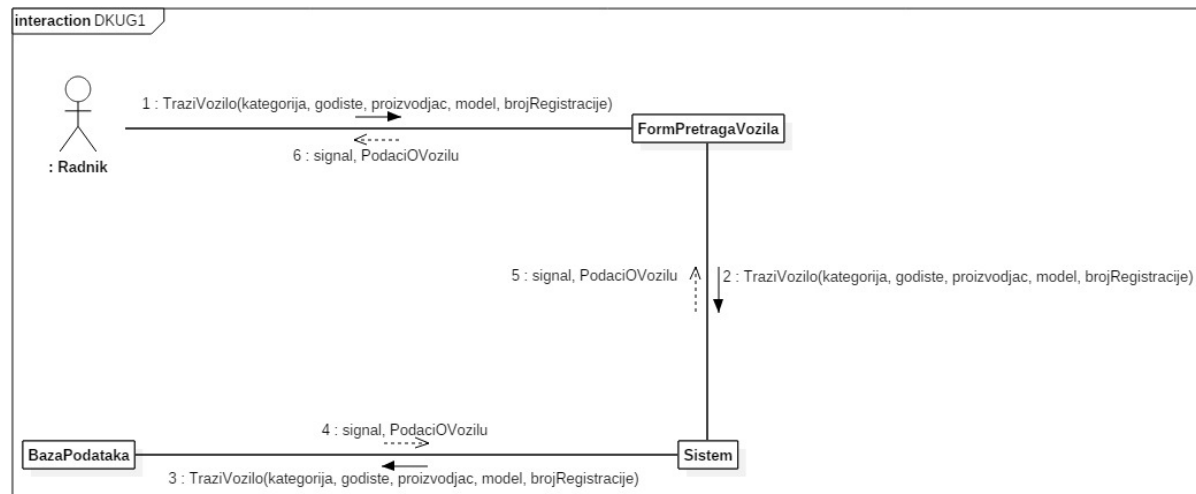 interaction DKUG1
1 : TraziVozilo(kategorija, godiste, proizvodjac, model, brojRegistracije)
FormPretragaVozila
6 : signal, PodaciOVozilu
: Radnik
5 : signal, PodaciOVozilu
2 : TraziVozilo(kategorija, godiste, proizvodjac, model, brojRegistracije)
4 : signal, PodaciOVozilu
BazaPodataka
Sistem
3 : TraziVozilo(kategorija, godiste, proizvodjac, model, brojRegistracije)